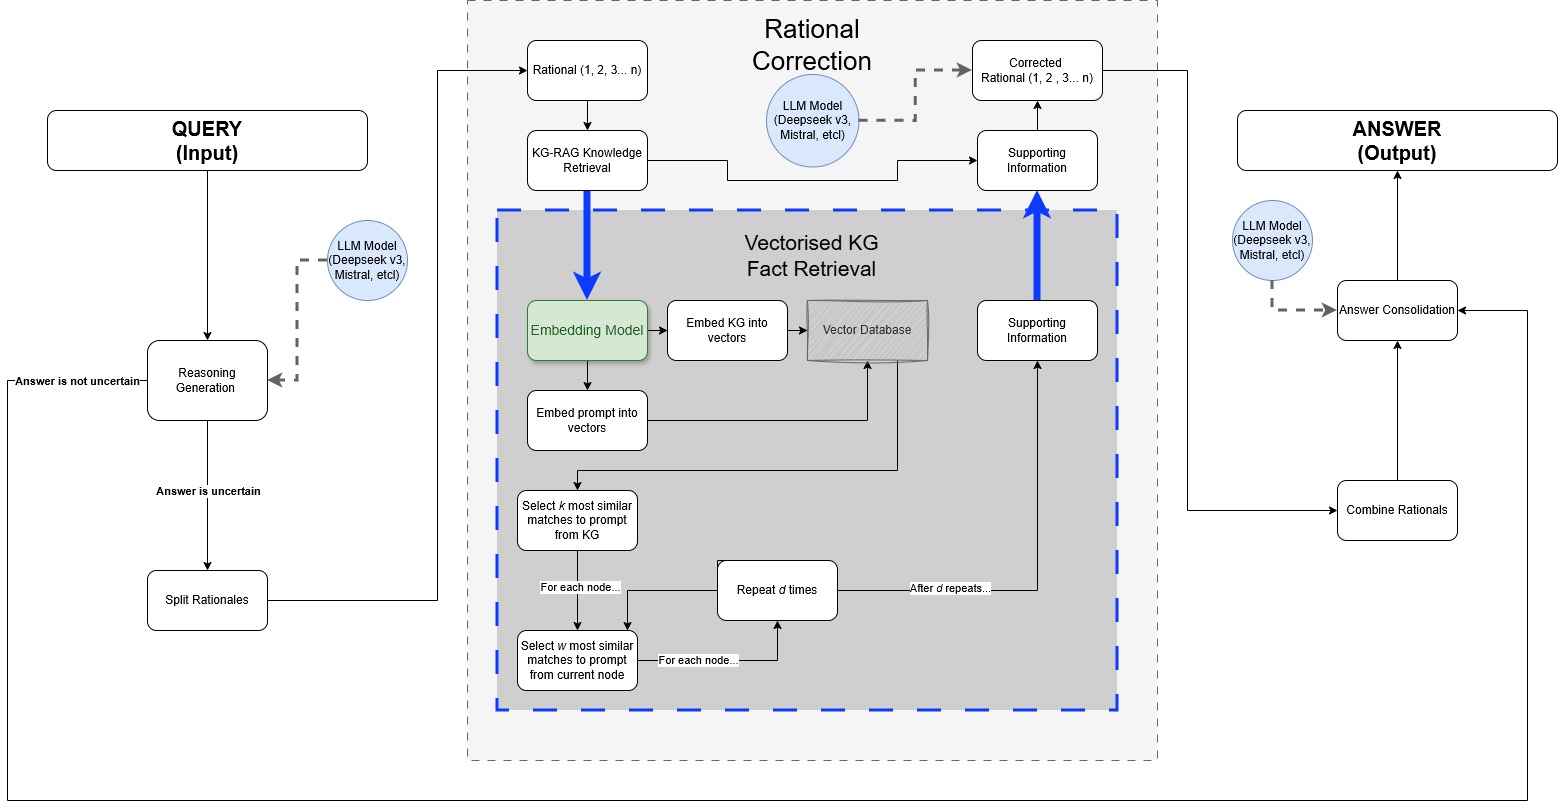 Rational
Correction
Rational (1, 2, 3... n)
Corrected
Rational (1, 2 , 3... n)
LLM Model
(Deepseek v3,
Mistral, etcl)
QUERY
(Input)
KG-RAG Knowledge
Retrieval
Supporting
Information
ANSWER
(Output)
LLM Model
(Deepseek v3,
Mistral, etcl)
Vectorised KG
Fact Retrieval
LLM Model
(Deepseek v3,
Mistral, etcl)
Embedding Model
Embed KG into
vectors
Vector Database
Supporting
Information
Answer Consolidation
Reasoning
Generation
Answer is not uncertain
Embed prompt into
vectors
Answer is uncertain
Select k most similar
matches to prompt
from KG
Combine Rationals
For each node...
Repeat d times
After d repeats...
Split Rationales
Select w most similar
matches to prompt
from current node
For each node...